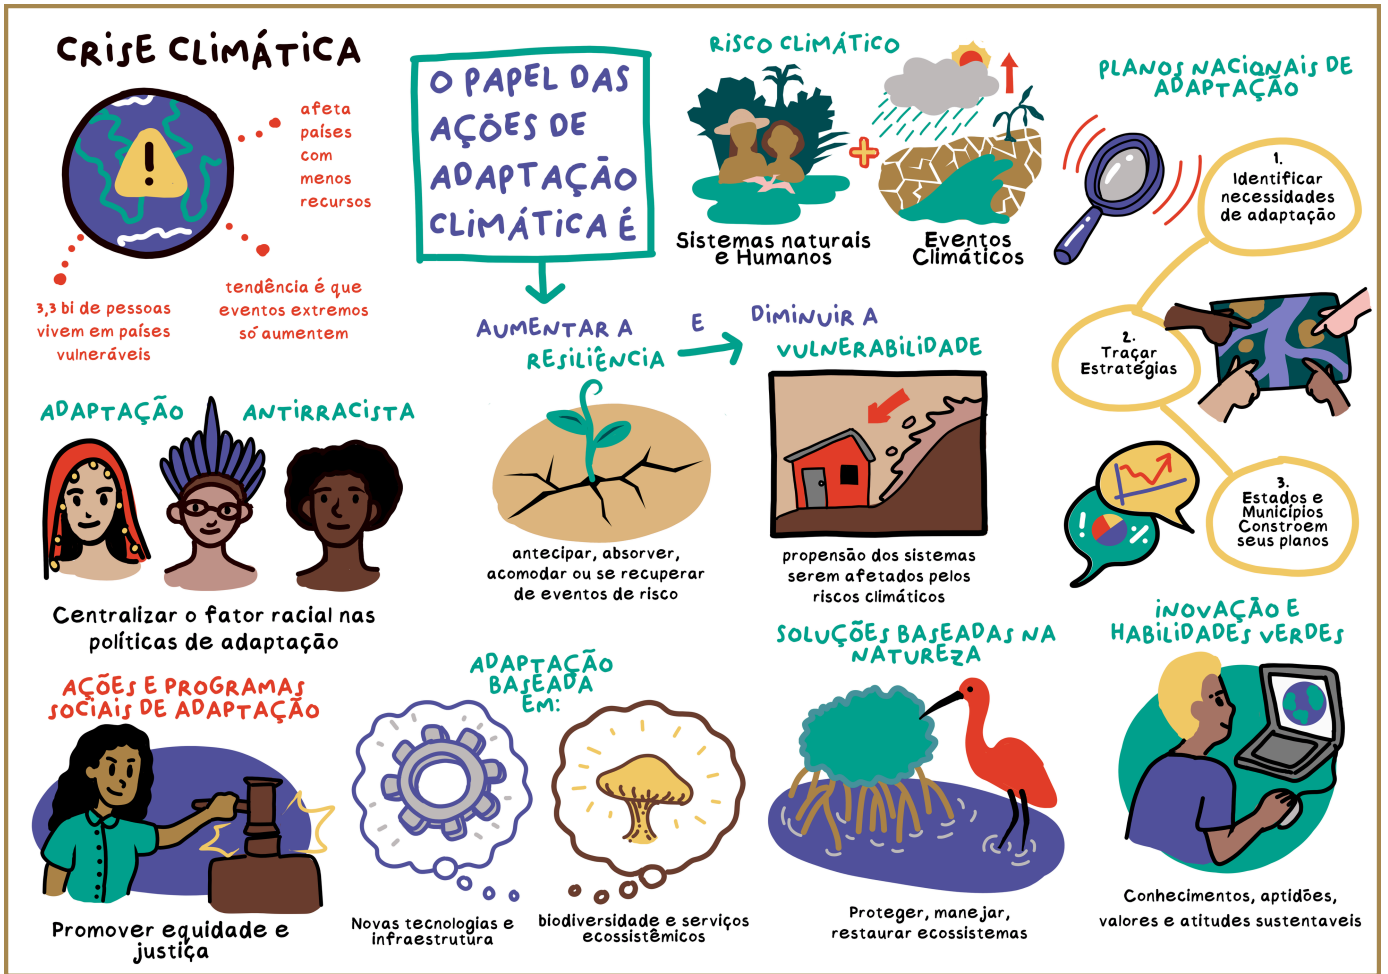 CRISE CLIMÁTICA
afeta
países
com
menos
recursos
3,3 bi de pessoas
vivem em países
vulneráveis
tendência é que
eventos extremos
só aumentem
O PAPEL DAS
AÇÕES DE
ADAPTAÇÃO
CLIMÁTICA É
AUMENTAR A
RESILIÊNCIA
E
DIMINUIR A
VULNERABILIDADE
antecipar, absorver,
acomodar ou se recuperar
de eventos de risco
propensão dos sistemas
serem afetados pelos
riscos climáticos
RISCO CLIMÁTICO
+
Sistemas naturais
e Humanos
Eventos
Climáticos
PLANOS NACIONAIS DE
ADAPTAÇÃO
1.
Identificar
necessidades
de adaptação
2.
Traçar
Estratégias
3.
Estados e
Municípios
Constroem
seus planos
! %
ADAPTAÇÃO ANTIRRACISTA
Centralizar o fator racial nas
políticas de adaptação
AÇÕES E PROGRAMAS
SOCIAIS DE ADAPTAÇÃO
Promover equidade e
justiça
ADAPTAÇÃO
BASEADA
EM:
Novas tecnologias e
infraestrutura
biodiversidade e serviços
ecossistêmicos
SOLUÇÕES BASEADAS NA
NATUREZA
Proteger, manejar,
restaurar ecossistemas
INOVAÇÃO E
HABILIDADES VERDES
Conhecimentos, aptidões,
valores e atitudes sustentaveis